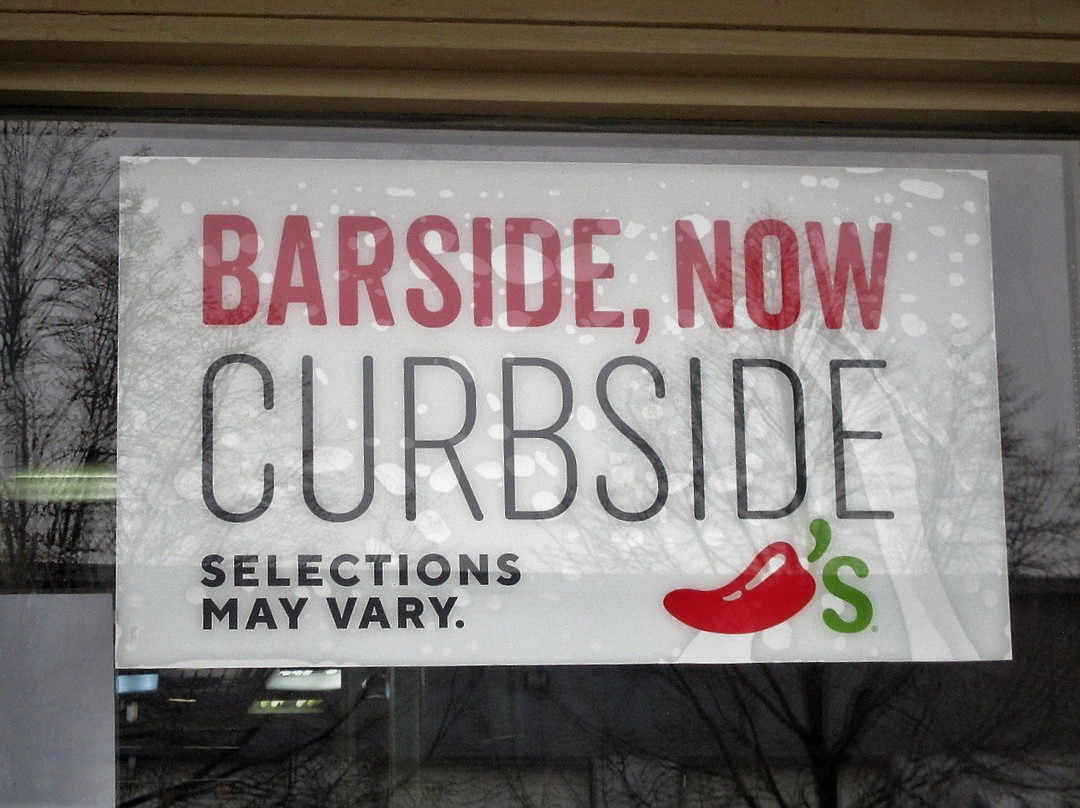 BARSIDE, NOW
CURBSIDE
SELECTIONS
MAY VARY.
's